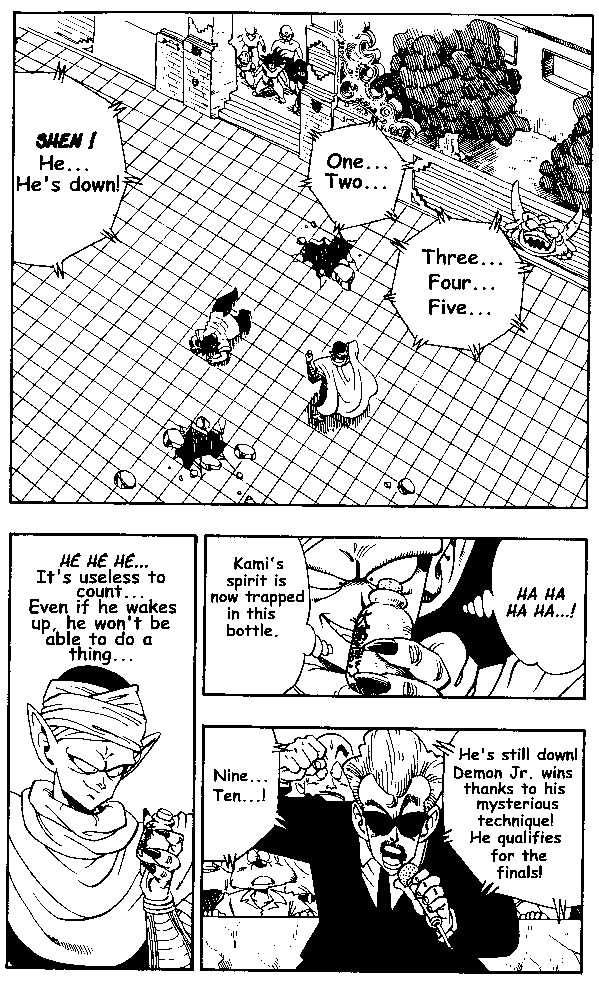 SHEN!
He...
He's down!
One...
Two...
Three...
Four...
Five...
HE HE HE...
It's useless to
count...
Even if he wakes
up, he won't be
able to do a
thing...
Kami's
spirit is
now trapped
in this
bottle.
HA HA
HA HA...!
Nine...
Ten...!
He's still down!
Demon Jr. wins
thanks to his
mysterious
technique!
He qualifies
for the
finals!